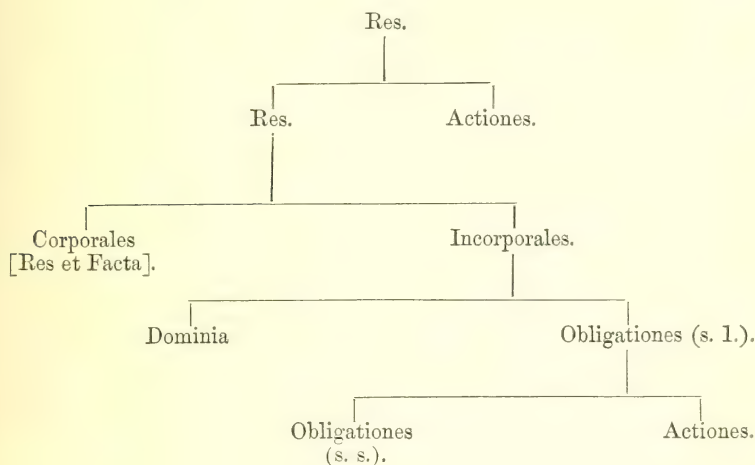 Res.
Res. Actiones.
Corporales Incorporales.
[Res et Facta].
Dominia Obligationes (s. l.).
Obligationes Actiones.
(s. s.).